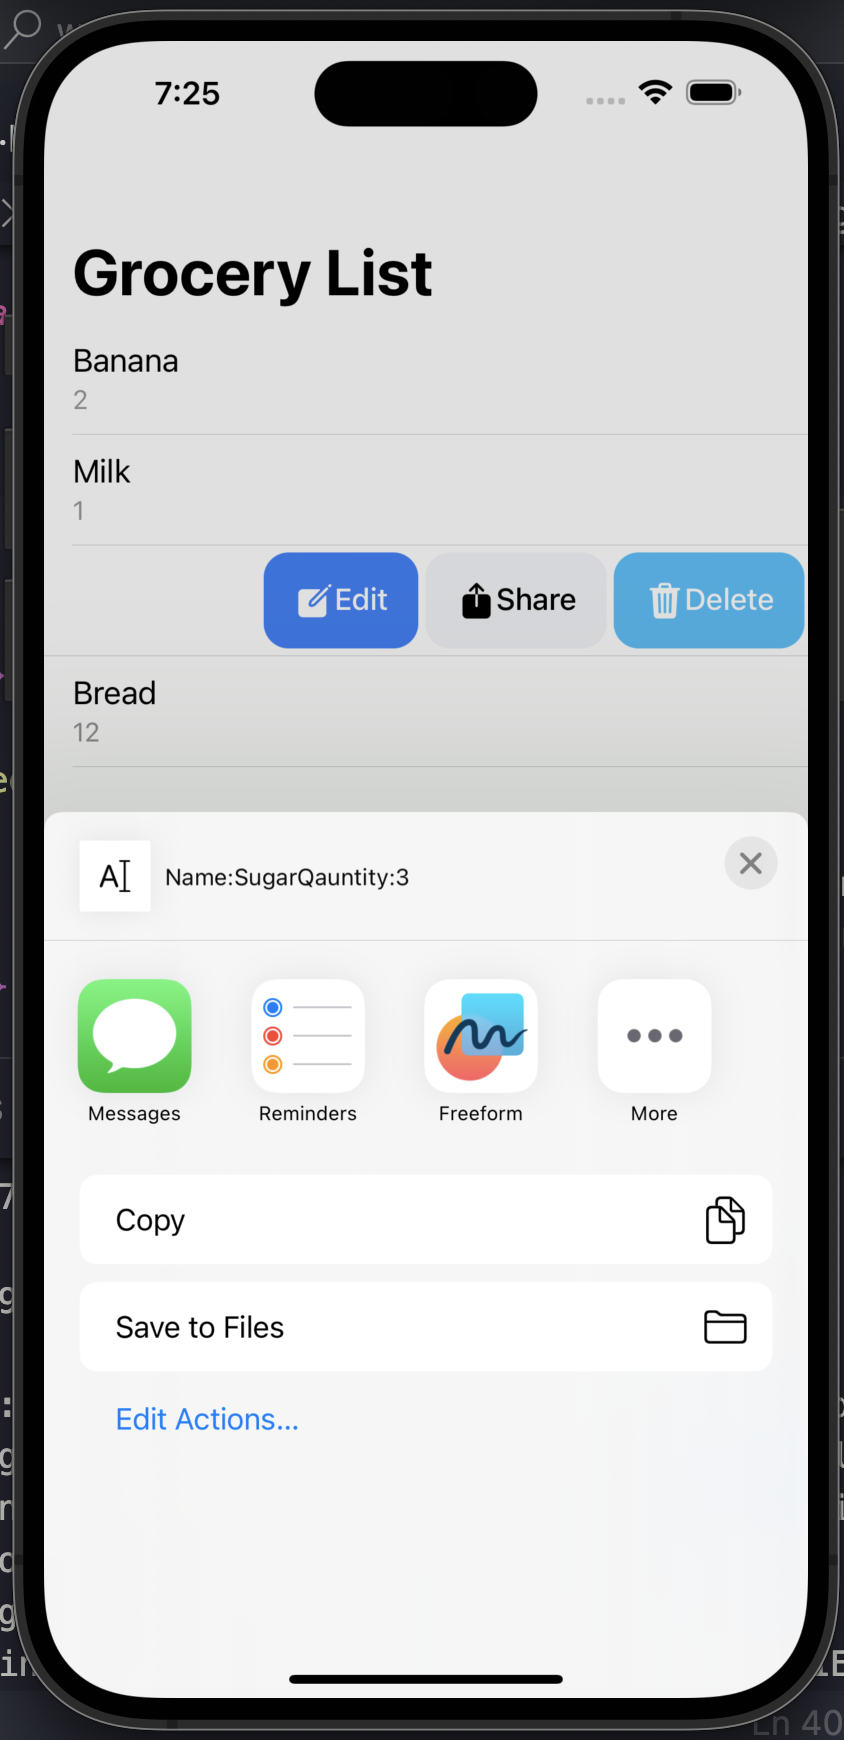 7:25
Grocery List
Banana
2
Milk
1
Edit Share Delete
Bread
12
A
Name:SugarQauntity:3
Messages Reminders Freeform More
Copy
Save to Files
Edit Actions...
Ln 40